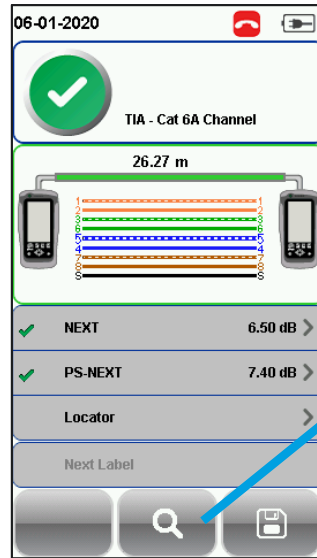 06-01-2020
TIA - Cat 6A Channel
26.27 m
1 1
2 2
3 3
6 6
5 5
4 4
7 7
8 8
S S
NEXT 6.50 dB
PS-NEXT 7.40 dB
Locator
Next Label